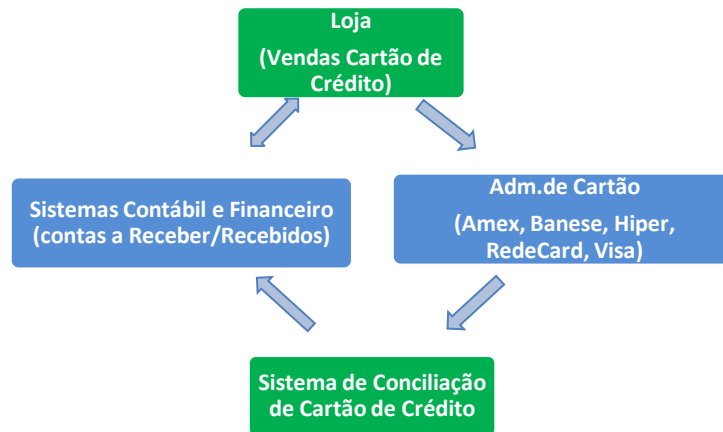 Loja
(Vendas Cartão de
Crédito)
Sistemas Contábil e Financeiro
(contas a Receber/Recebidos)
Adm.de Cartão
(Amex, Banese, Hiper,
RedeCard, Visa)
Sistema de Conciliação
de Cartão de Crédito